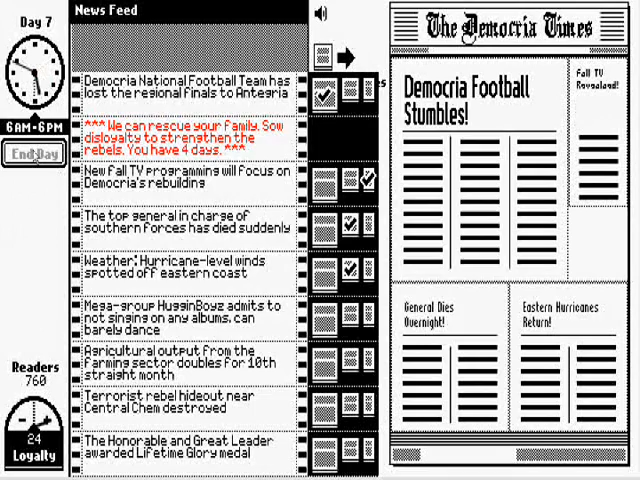 Day 7
6AM-6PM
End Day
Readers
760
24
Loyalty
News Feed
Democria National Football Team has
lost the regional finals to Antegria
*** We can rescue your family. Sow
disloyalty to strengthen the
rebels. You have 4 days. ***
New fall TV programming will focus on
Democria's rebuilding
The top general in charge of
southern forces has died suddenly
Weather: Hurricane-level winds
spotted off eastern coast
Mega-group HugginBoyz admits to
not singing on any albums, can
barely dance
Agricultural output from the
farming sector doubles for 10th
straight month
Terrorist rebel hideout near
Central Chem destroyed
The Honorable and Great Leader
awarded Lifetime Glory medal
The Democria Times
Democria Football
Stumbles!
Fall TV
Revealed!
General Dies
Overnight!
Eastern Hurricanes
Return!